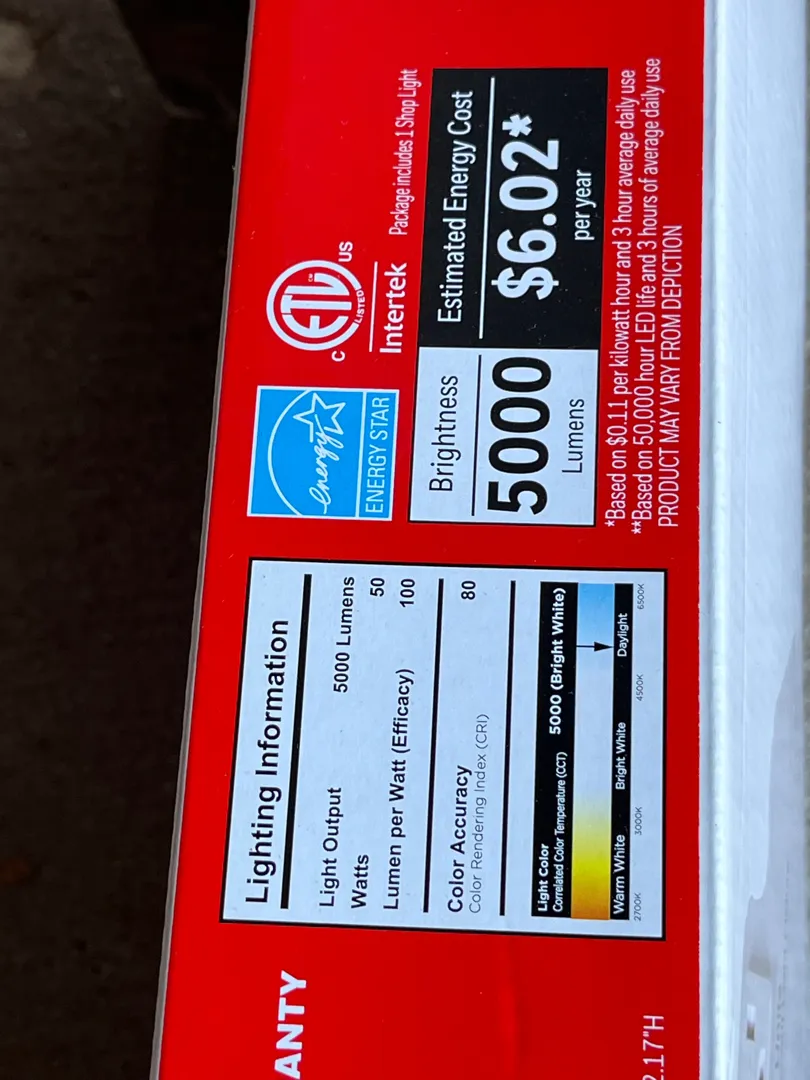 ANTY
2.17"H
Lighting Information
Light Output 5000 Lumens
Watts 50
Lumen per Watt (Efficacy) 100
Color Accuracy
Color Rendering Index (CRI) 80
Light Color
Correlated Color Temperature (CCT) 5000 (Bright White)
Warm White Bright White Daylight
2700K 3000K 4500K 6500K
energy
ENERGY STAR
C ETL US
LISTED
Intertek
Package includes 1 Shop Light
Brightness
5000
Lumens
Estimated Energy Cost
$6.02*
per year
*Based on $0.11 per kilowatt hour and 3 hour average daily use
**Based on 50,000 hour LED life and 3 hours of average daily use
PRODUCT MAY VARY FROM DEPICTION